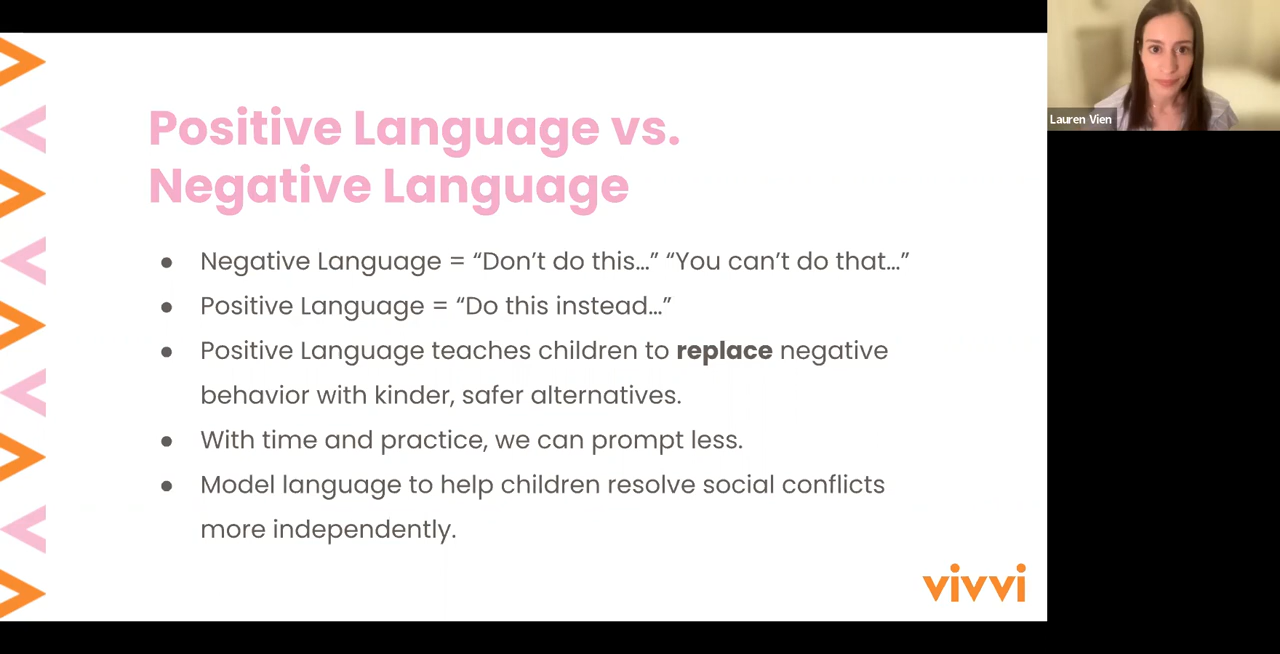 Positive Language vs.
Negative Language
● Negative Language = “Don’t do this...” “You can’t do that...”
● Positive Language = “Do this instead...”
● Positive Language teaches children to replace negative
behavior with kinder, safer alternatives.
● With time and practice, we can prompt less.
● Model language to help children resolve social conflicts
more independently.
vivvi
Lauren Vien